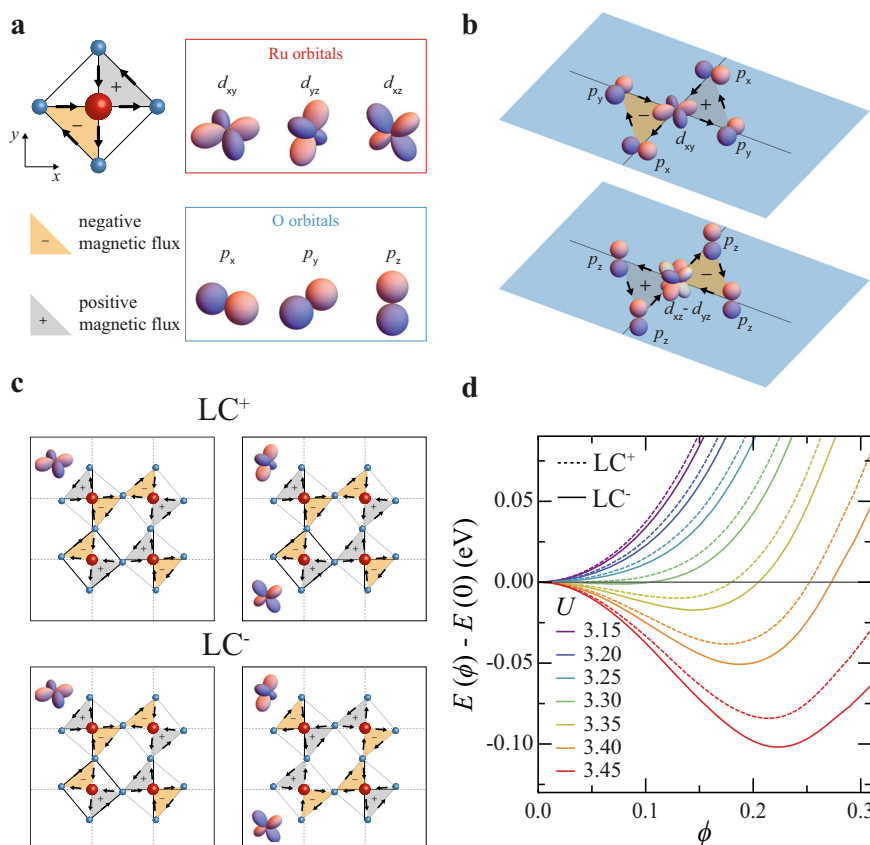 a
Ru orbitals
d_xy d_yz d_xz
+
−
y
x
negative
magnetic flux
−
positive
magnetic flux
+
O orbitals
p_x p_y p_z
b
p_x
p_y
− +
d_xy
p_y
p_x
p_z
p_z
+ −
d_xz - d_yz
p_z
p_z
c
LC+
+ −
− +
− +
+ −
+ −
− +
− +
+ −
LC-
+ −
− +
− +
+ −
− +
+ −
+ −
− +
d
LC+
LC-
E (ϕ) - E (0) (eV)
0.05
0.00
-0.05
-0.10
U
3.15
3.20
3.25
3.30
3.35
3.40
3.45
0.0 0.1 0.2 0.3
ϕ